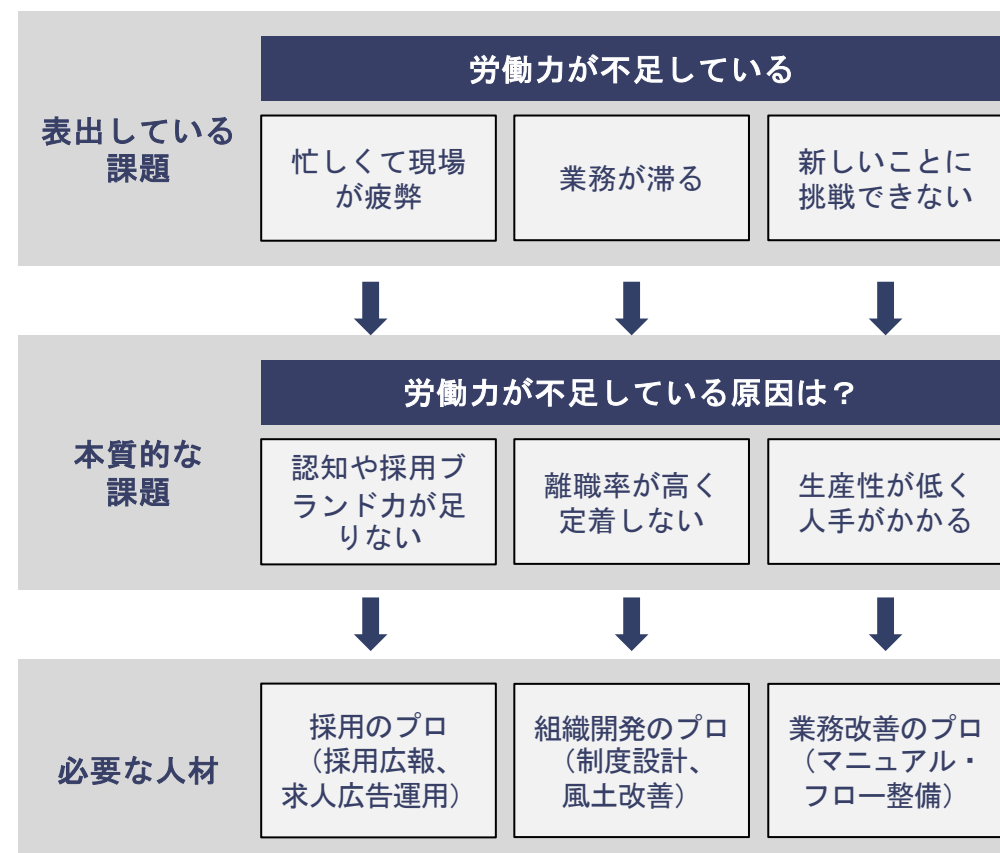 労働力が不足している
表出している
課題
忙しくて現場
が疲弊
業務が滞る
新しいことに
挑戦できない
労働力が不足している原因は？
本質的な
課題
認知や採用ブ
ランド力が足
りない
離職率が高く
定着しない
生産性が低く
人手がかかる
必要な人材
採用のプロ
（採用広報、
求人広告運用）
組織開発のプロ
（制度設計、
風土改善）
業務改善のプロ
（マニュアル・
フロー整備）